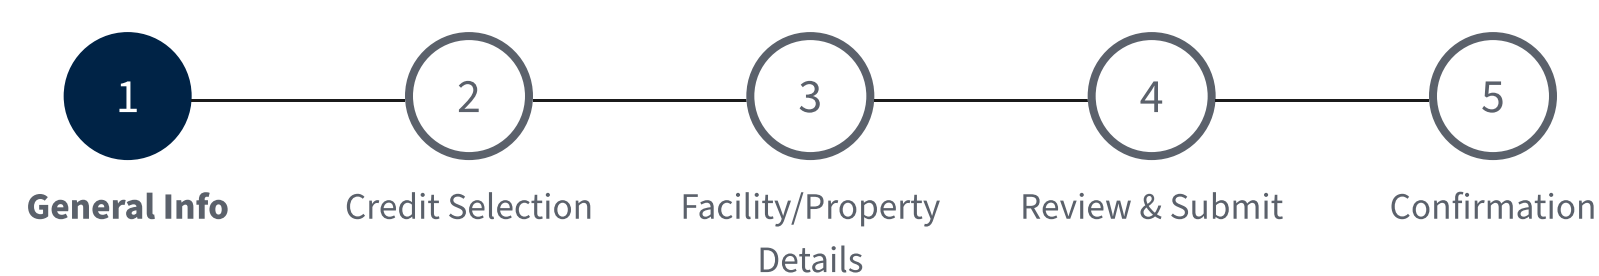 1
2
3
4
5
General Info
Credit Selection
Facility/Property
Details
Review & Submit
Confirmation